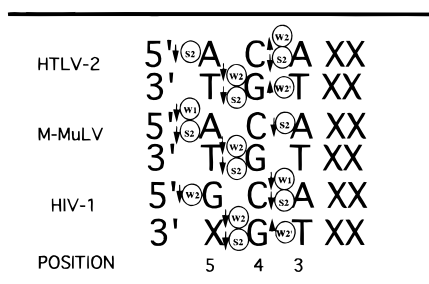 HTLV-2 5' S2 A C W2 S2 A XX
3' T W2 S2 G W2' T XX
M-MuLV 5' W1 S2 A C S2 A XX
3' T W2 S2 G T XX
HIV-1 5' W2 G C W1 S2 A XX
3' X W2 S2 G W2' T XX
POSITION 5 4 3